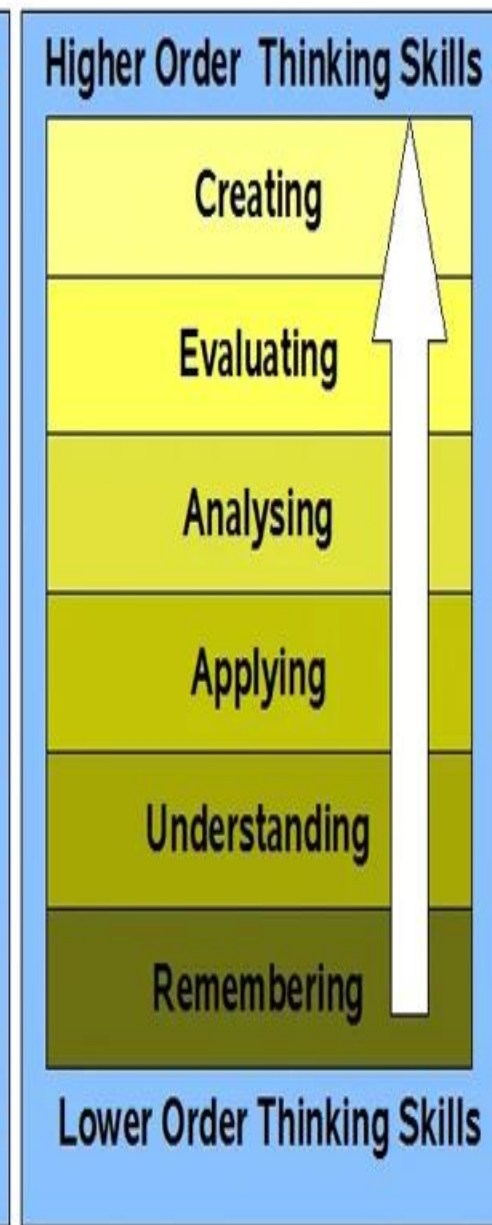 Higher Order Thinking Skills
Creating
Evaluating
Analysing
Applying
Understanding
Remembering
Lower Order Thinking Skills